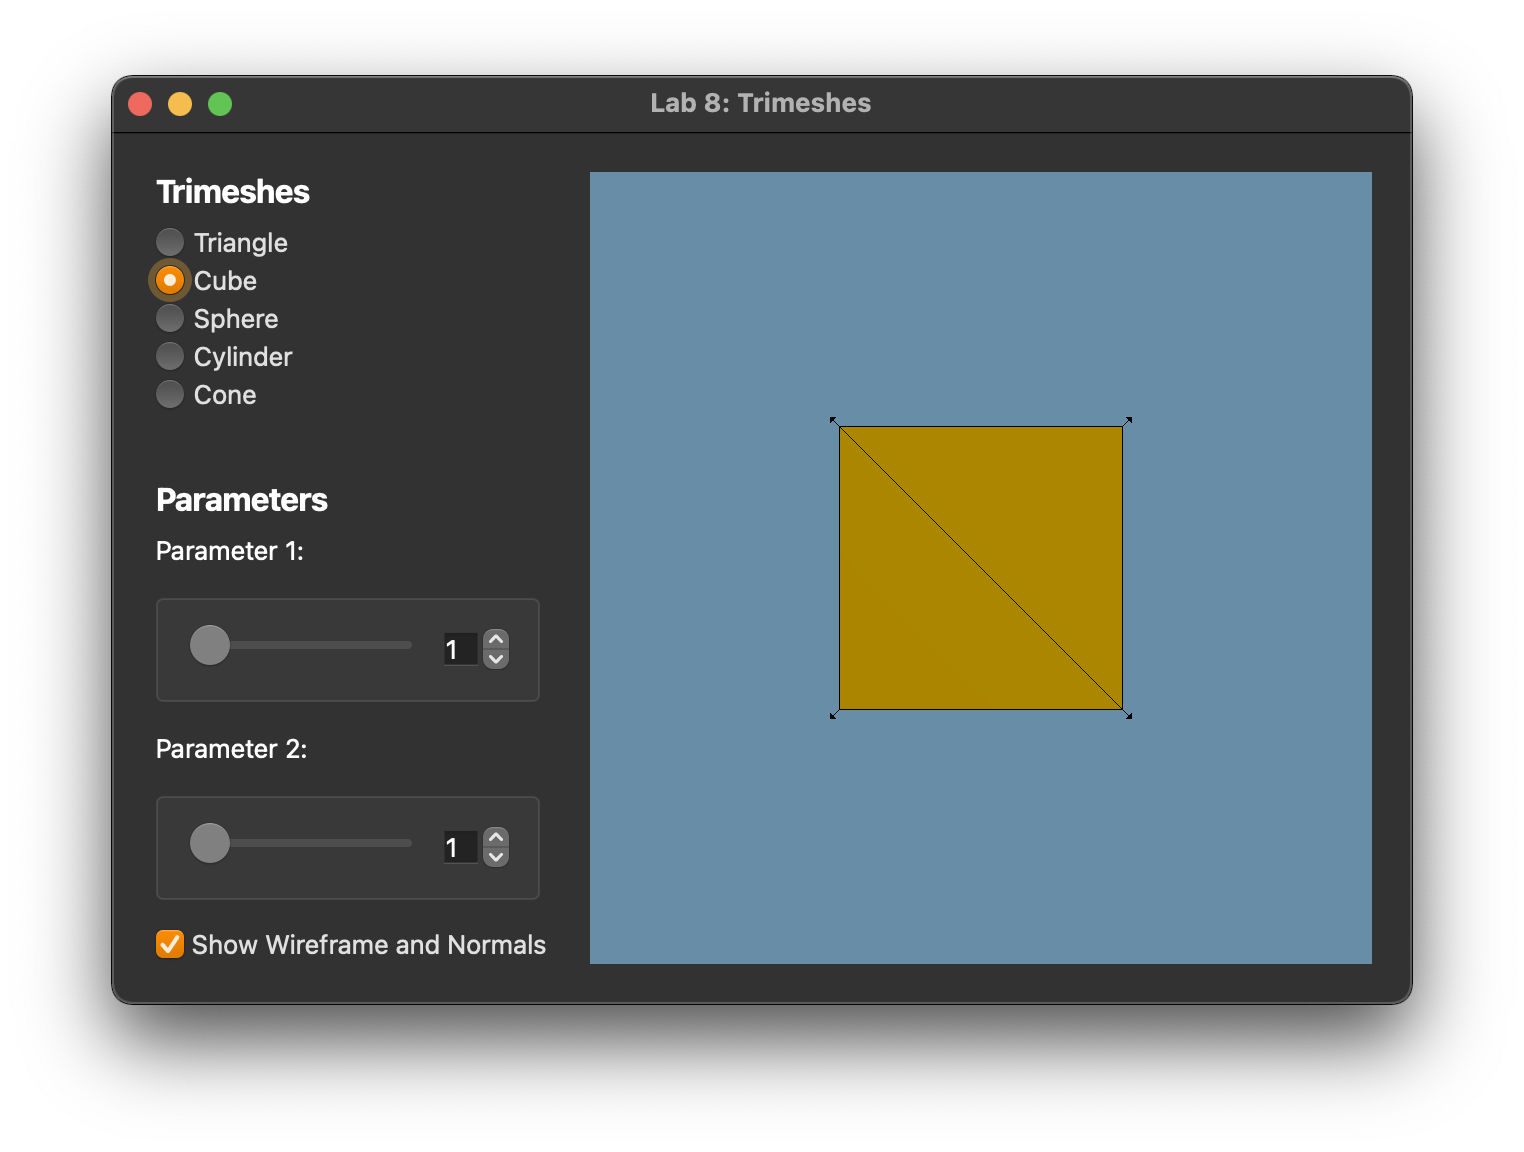 Lab 8: Trimeshes
Trimeshes
Triangle
Cube
Sphere
Cylinder
Cone
Parameters
Parameter 1:
1
Parameter 2:
1
Show Wireframe and Normals